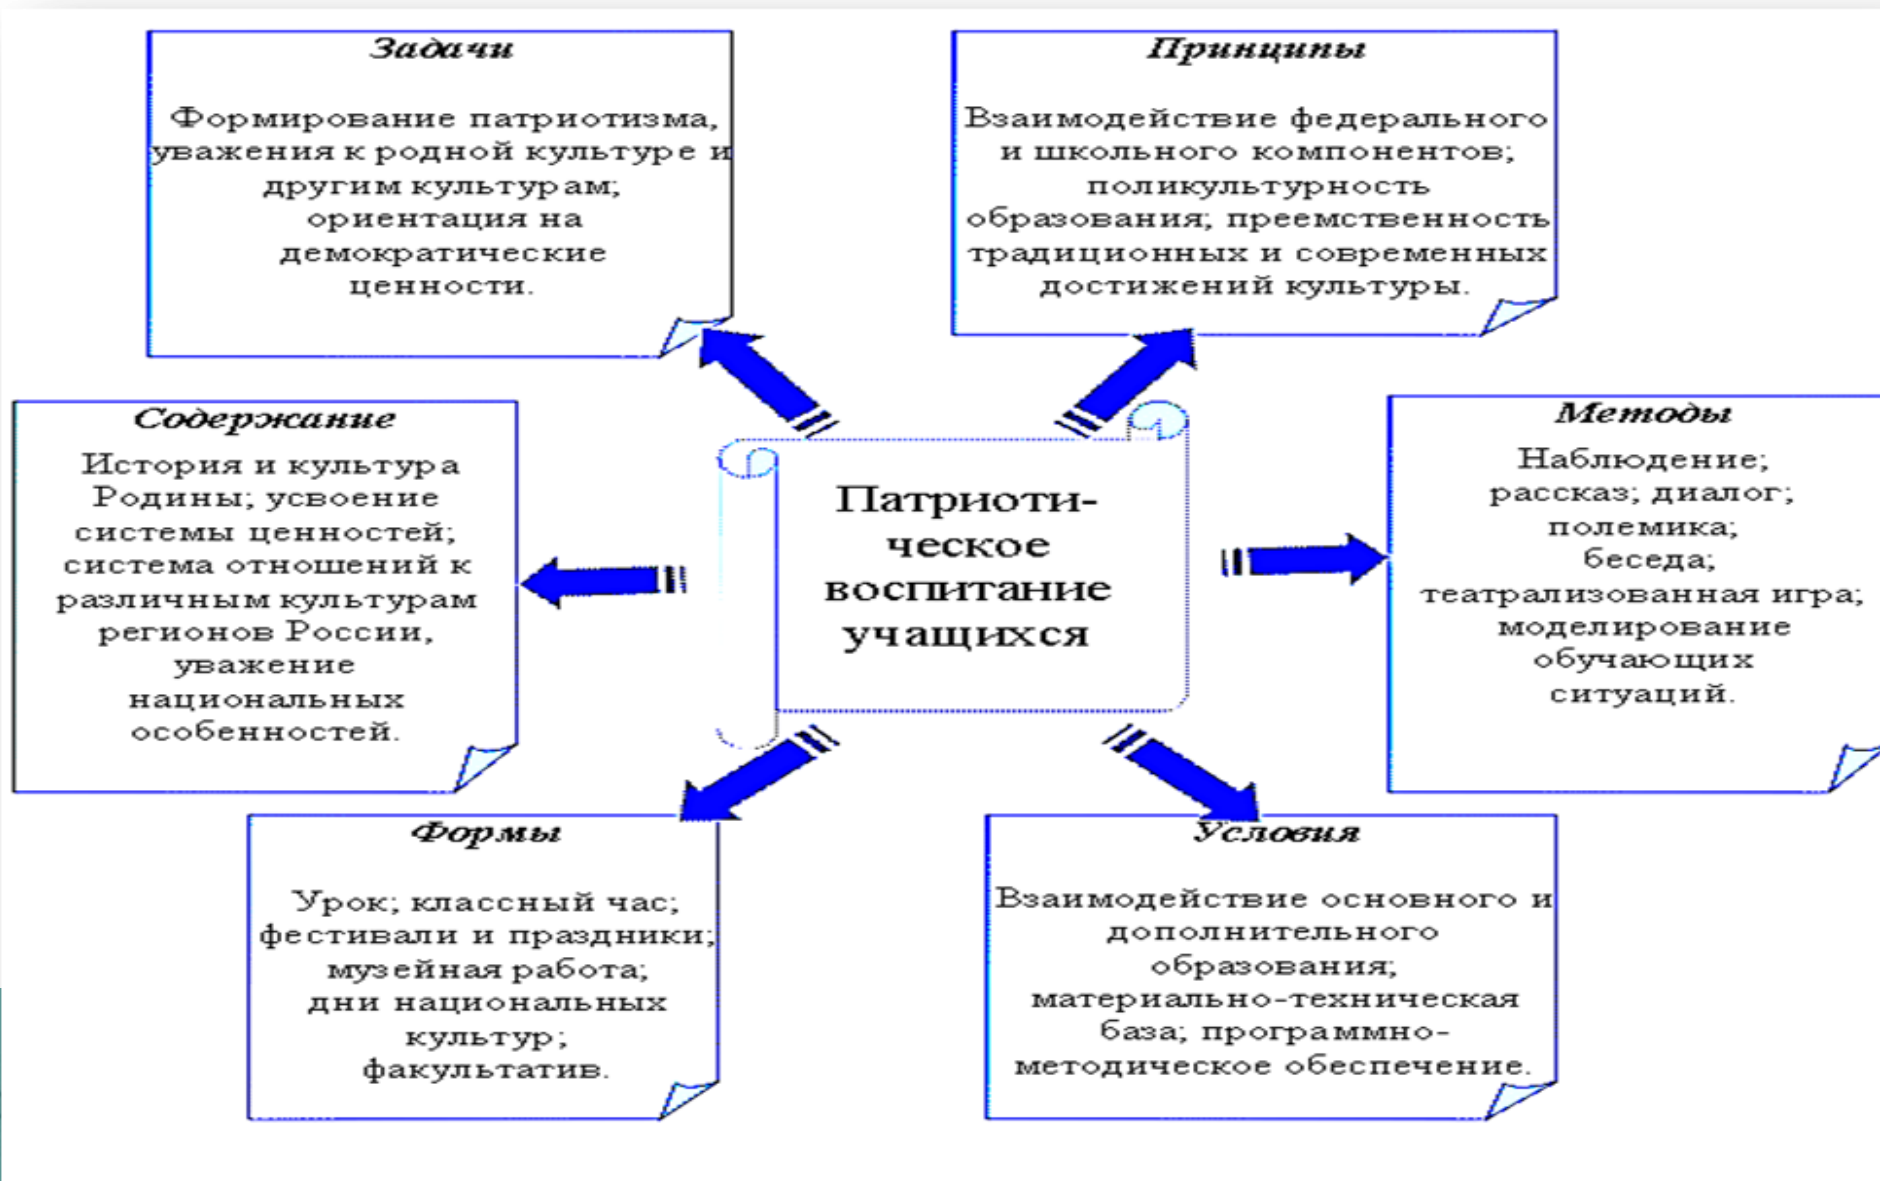 Задачи
Формирование патриотизма,
уважения к родной культуре и
другим культурам;
ориентация на
демократические
ценности.
Принципы
Взаимодействие федерального
и школьного компонентов;
поликультурность
образования; преемственность
традиционных и современных
достижений культуры.
Содержание
История и культура
Родины; усвоение
системы ценностей;
система отношений к
различным культурам
регионов России,
уважение
национальных
особенностей.
Патриоти-
ческое
воспитание
учащихся
Методы
Наблюдение;
рассказ; диалог;
полемика;
беседа;
театрализованная игра;
моделирование
обучающих
ситуаций.
Формы
Урок; классный час;
фестивали и праздники;
музейная работа;
дни национальных
культур;
факультатив.
Условия
Взаимодействие основного и
дополнительного
образования;
материально-техническая
база; программно-
методическое обеспечение.